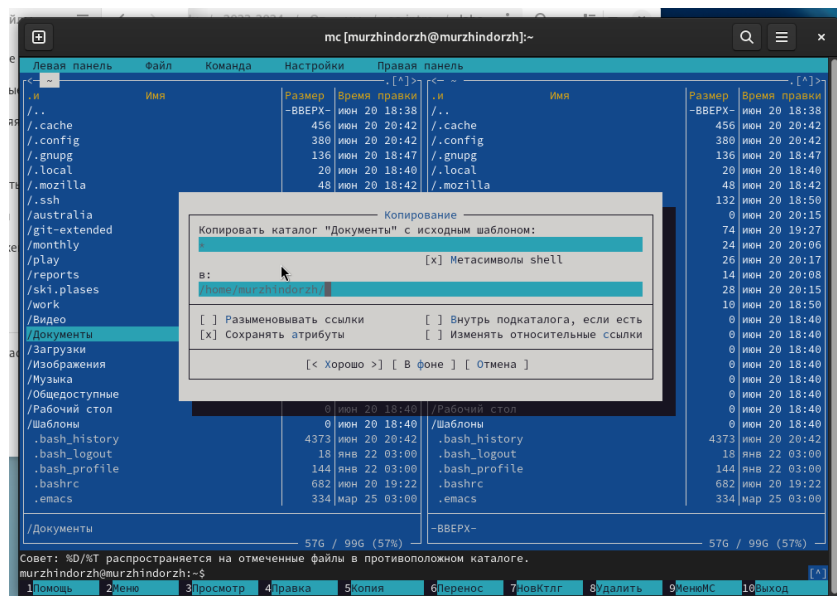 mc [murzhindorzh@murzhindorzh]:~
Левая панель Файл Команда Настройки Правая панель
<— ~ .[^]> <— ~ .[^]>
.и Имя Размер Время правки .и Имя Размер Время правки
/.. -ВВЕРХ- июн 20 18:38 /.. -ВВЕРХ- июн 20 18:38
/.cache 456 июн 20 20:42 /.cache 456 июн 20 20:42
/.config 380 июн 20 20:42 /.config 380 июн 20 20:42
/.gnupg 136 июн 20 18:47 /.gnupg 136 июн 20 18:47
/.local 20 июн 20 18:40 /.local 20 июн 20 18:40
/.mozilla 48 июн 20 18:42 /.mozilla 48 июн 20 18:42
/.ssh 132 июн 20 18:50
/australia 0 июн 20 20:15
/git-extended 74 июн 20 19:27
/monthly 24 июн 20 20:06
/play 26 июн 20 20:17
/reports 14 июн 20 20:08
/ski.plases 28 июн 20 20:15
/work 10 июн 20 18:50
/Видео 0 июн 20 18:40
/Документы 0 июн 20 18:40
/Загрузки 0 июн 20 18:40
/Изображения 0 июн 20 18:40
/Музыка 0 июн 20 18:40
/Общедоступные 0 июн 20 18:40
Копирование
Копировать каталог "Документы" с исходным шаблоном:
*
[x] Метасимволы shell
в:
/home/murzhindorzh/
[ ] Разыменовывать ссылки [ ] Внутрь подкаталога, если есть
[x] Сохранять атрибуты [ ] Изменять относительные ссылки
[< Хорошо >] [ В фоне ] [ Отмена ]
/Рабочий стол 0 июн 20 18:40 /Рабочий стол 0 июн 20 18:40
/Шаблоны 0 июн 20 18:40 /Шаблоны 0 июн 20 18:40
.bash_history 4373 июн 20 20:42 .bash_history 4373 июн 20 20:42
.bash_logout 18 янв 22 03:00 .bash_logout 18 янв 22 03:00
.bash_profile 144 янв 22 03:00 .bash_profile 144 янв 22 03:00
.bashrc 682 июн 20 19:22 .bashrc 682 июн 20 19:22
.emacs 334 мар 25 03:00 .emacs 334 мар 25 03:00
/Документы -ВВЕРХ-
57G / 99G (57%) 57G / 99G (57%)
Совет: %D/%T распространяется на отмеченные файлы в противоположном каталоге.
murzhindorzh@murzhindorzh:~$ [^]
1Помощь 2Меню 3Просмотр 4Правка 5Копия 6Перенос 7НовКтлг 8Удалить 9МенюМС 10Выход